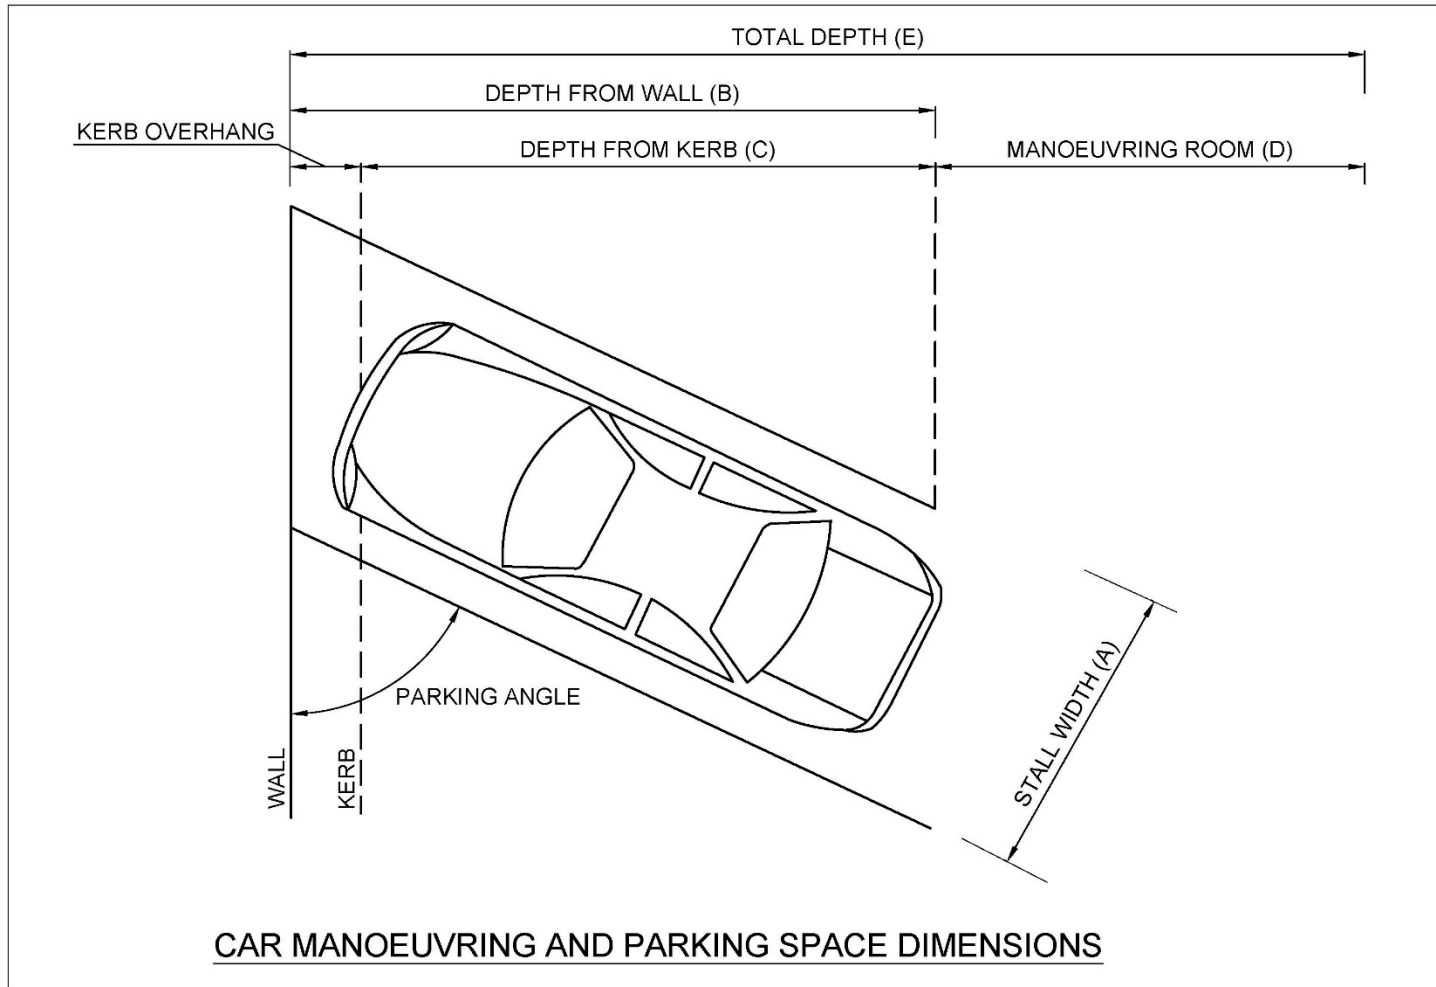 TOTAL DEPTH (E)
DEPTH FROM WALL (B)
KERB OVERHANG
DEPTH FROM KERB (C)
MANOEUVRING ROOM (D)
PARKING ANGLE
WALL
KERB
STALL WIDTH (A)
CAR MANOEUVRING AND PARKING SPACE DIMENSIONS